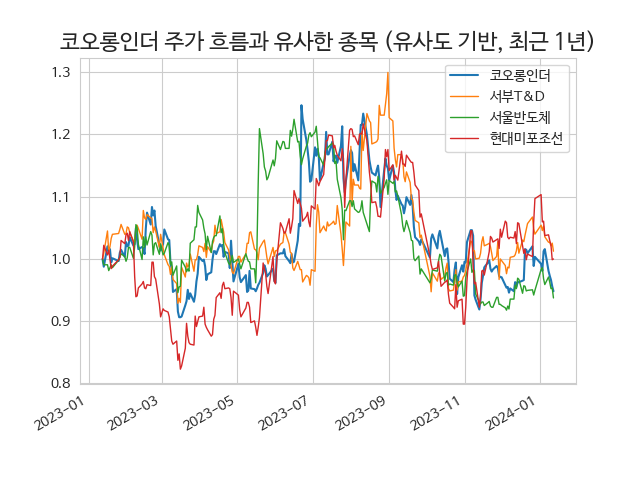 코오롱인더 주가 흐름과 유사한 종목 (유사도 기반, 최근 1년)
코오롱인더
서부T&D
서울반도체
현대미포조선
1.3
1.2
1.1
1.0
0.9
0.8
2023-01
2023-03
2023-05
2023-07
2023-09
2023-11
2024-01